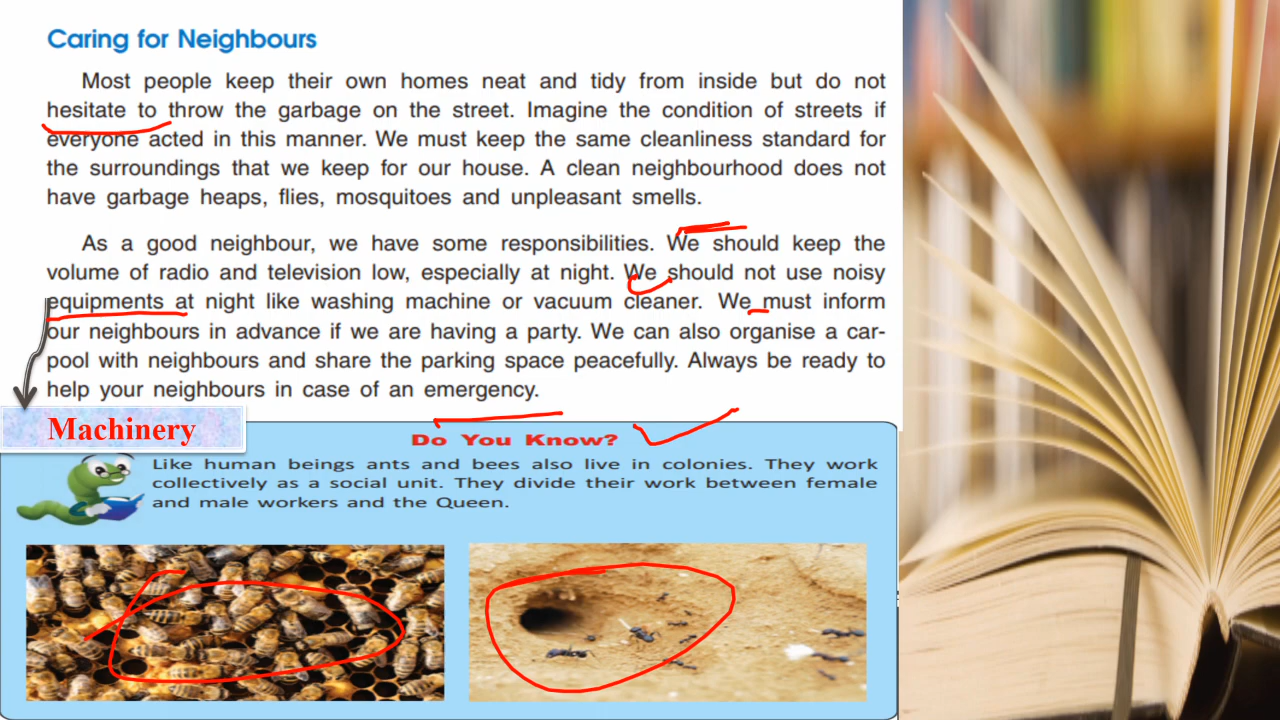 Caring for Neighbours
Most people keep their own homes neat and tidy from inside but do not
hesitate to throw the garbage on the street. Imagine the condition of streets if
everyone acted in this manner. We must keep the same cleanliness standard for
the surroundings that we keep for our house. A clean neighbourhood does not
have garbage heaps, flies, mosquitoes and unpleasant smells.
As a good neighbour, we have some responsibilities. We should keep the
volume of radio and television low, especially at night. We should not use noisy
equipments at night like washing machine or vacuum cleaner. We must inform
our neighbours in advance if we are having a party. We can also organise a car-
pool with neighbours and share the parking space peacefully. Always be ready to
help your neighbours in case of an emergency.
Machinery
Do You Know?
Like human beings ants and bees also live in colonies. They work
collectively as a social unit. They divide their work between female
and male workers and the Queen.